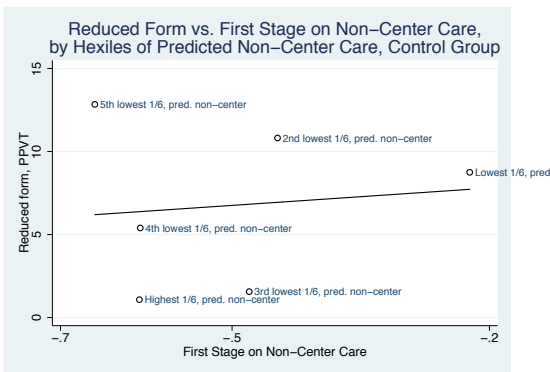 Reduced Form vs. First Stage on Non−Center Care,
by Hexiles of Predicted Non−Center Care, Control Group
Reduced form, PPVT
15
10
5
0
5th lowest 1/6, pred. non−center
2nd lowest 1/6, pred. non−center
Lowest 1/6, pred
4th lowest 1/6, pred. non−center
3rd lowest 1/6, pred. non−center
Highest 1/6, pred. non−center
−.7
−.5
−.2
First Stage on Non−Center Care